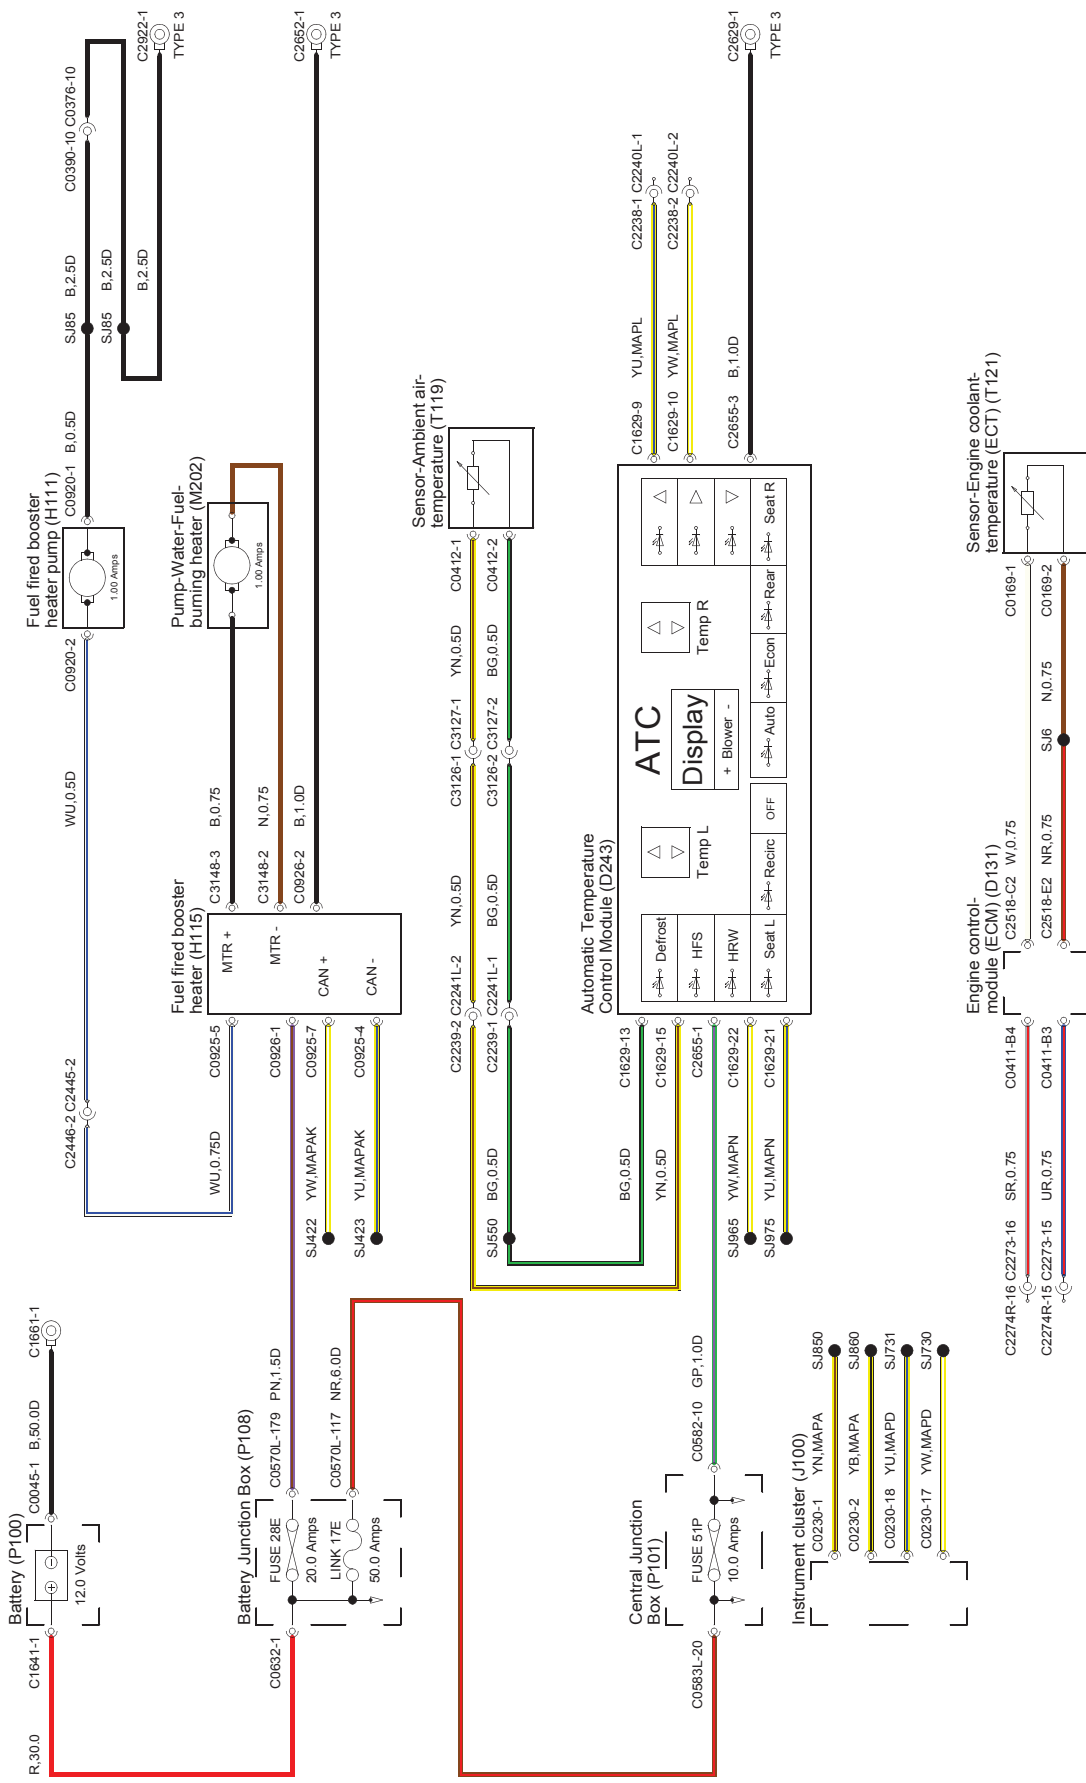 Battery (P100)
12.0 Volts
C1641-1
R,30.0
C0045-1
B,50.0D
C1661-1
Battery Junction Box (P108)
FUSE 28E
20.0 Amps
LINK 17E
50.0 Amps
C0632-1
C0570L-179
PN,1.5D
C0570L-117
NR,6.0D
Central Junction
Box (P101)
FUSE 51P
10.0 Amps
C0583L-20
C0582-10
GP,1.0D
Instrument cluster (J100)
C0230-1
YN,MAPA
SJ850
C0230-2
YB,MAPA
SJ860
C0230-18
YU,MAPD
SJ731
C0230-17
YW,MAPD
SJ730
Fuel fired booster
heater pump (H111)
1.00 Amps
C2446-2
C2445-2
WU,0.5D
C0920-2
C0920-1
B,0.5D
SJ85
B,2.5D
C0390-10
C0376-10
SJ85
B,2.5D
B,2.5D
C2922-1
TYPE 3
Pump-Water-Fuel-
burning heater (M202)
1.00 Amps
Fuel fired booster
heater (H115)
MTR +
MTR -
CAN +
CAN -
WU,0.75D
C0925-5
C0926-1
SJ422
YW,MAPAK
C0925-7
SJ423
YU,MAPAK
C0925-4
C3148-3
B,0.75
C3148-2
N,0.75
C0926-2
B,1.0D
C2652-1
TYPE 3
Sensor-Ambient air-
temperature (T119)
C2239-2
C2241L-2
YN,0.5D
C3126-1
C3127-1
YN,0.5D
C0412-1
SJ550
BG,0.5D
C2239-1
C2241L-1
BG,0.5D
C3126-2
C3127-2
BG,0.5D
C0412-2
Automatic Temperature
Control Module (D243)
BG,0.5D
C1629-13
YN,0.5D
C1629-15
C2655-1
SJ965
YW,MAPN
C1629-22
SJ975
YU,MAPN
C1629-21
ATC
Display
+ Blower -
Temp L
Temp R
Defrost
HFS
HRW
Seat L
Recirc
OFF
Auto
Econ
Rear
Seat R
C1629-9
YU,MAPL
C2238-1
C2240L-1
C1629-10
YW,MAPL
C2238-2
C2240L-2
C2655-3
B,1.0D
C2629-1
TYPE 3
Engine control-
module (ECM) (D131)
C2274R-16
C2273-16
SR,0.75
C0411-B4
C2274R-15
C2273-15
UR,0.75
C0411-B3
C2518-C2
W,0.75
C0169-1
C2518-E2
NR,0.75
SJ6
N,0.75
C0169-2
Sensor-Engine coolant-
temperature (ECT) (T121)